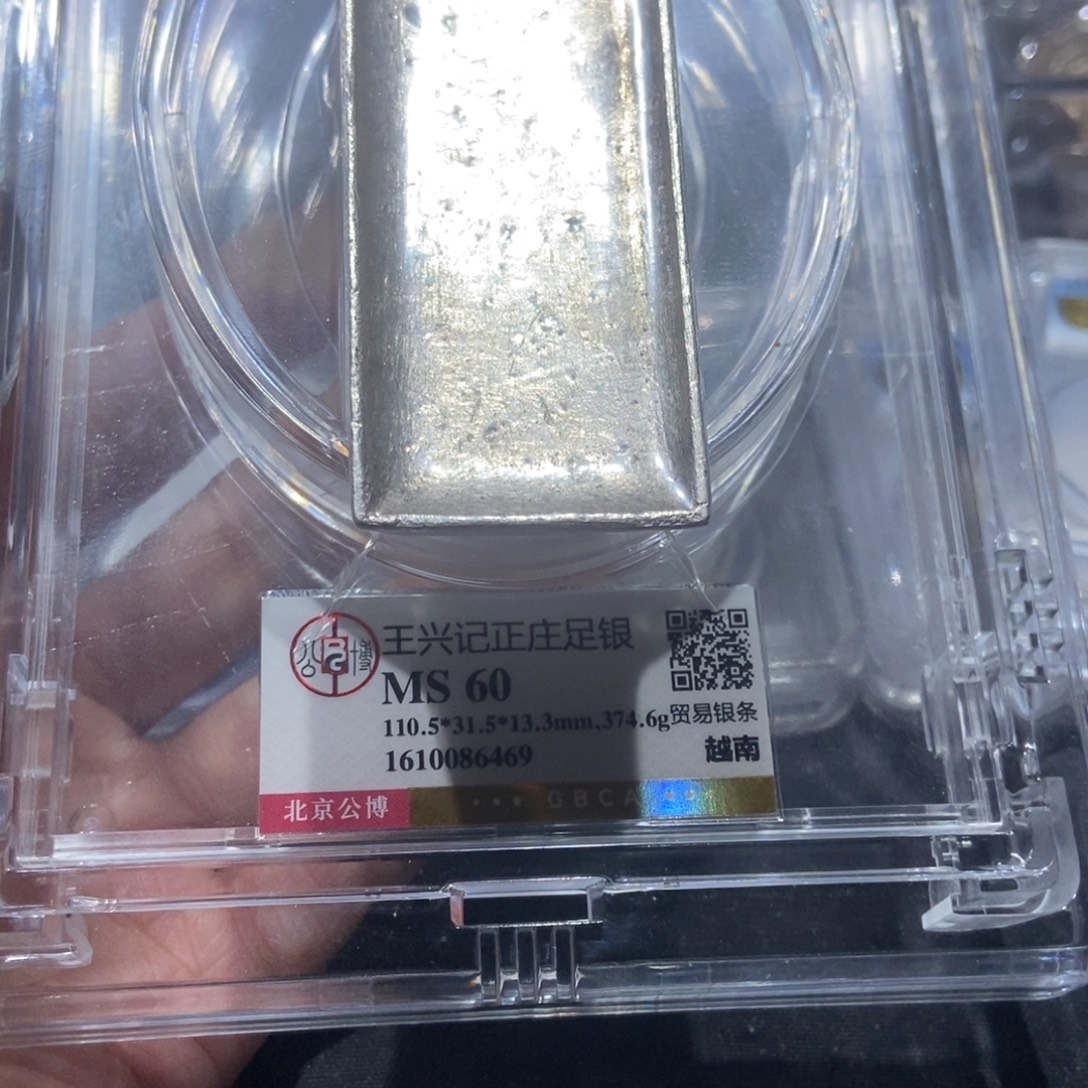 王兴记正庄足银
MS 60
110.5*31.5*13.3mm,374.6g
贸易银条
1610086469
越南
北京公博
GBCA